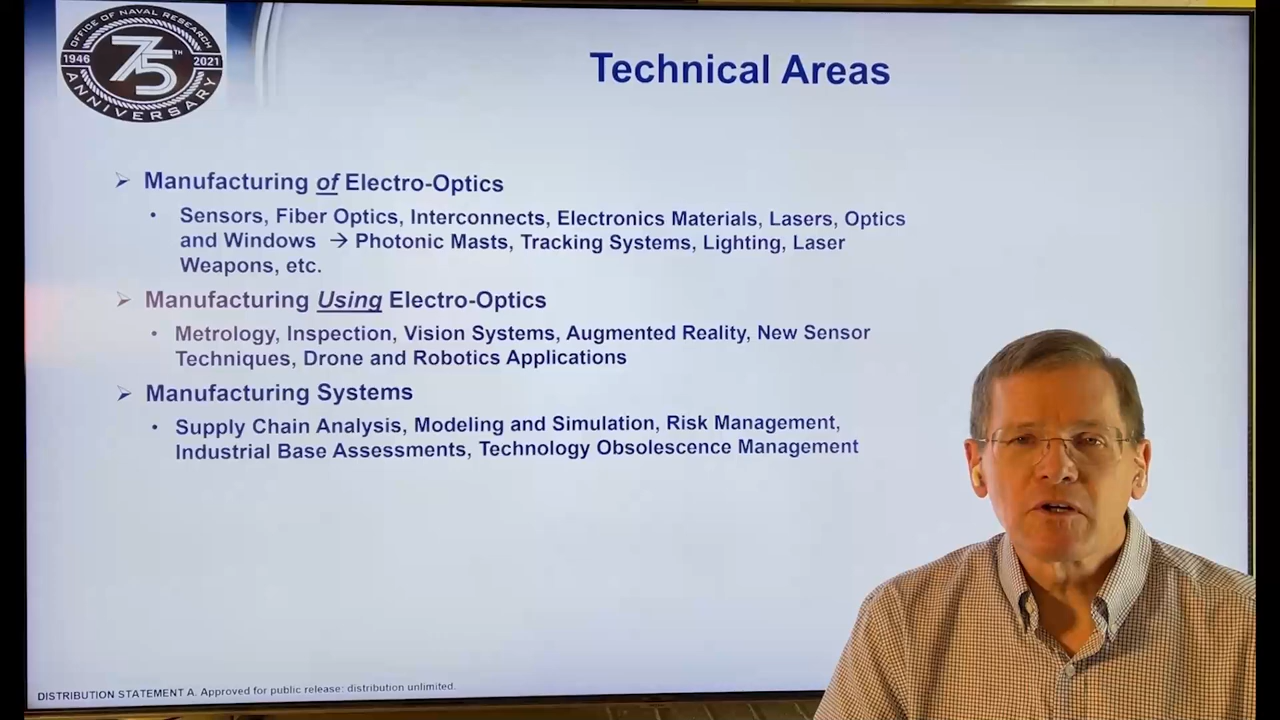 OFFICE OF NAVAL RESEARCH
75TH
1946
2021
ANNIVERSARY
Technical Areas
➢ Manufacturing of Electro-Optics
• Sensors, Fiber Optics, Interconnects, Electronics Materials, Lasers, Optics
and Windows → Photonic Masts, Tracking Systems, Lighting, Laser
Weapons, etc.
➢ Manufacturing Using Electro-Optics
• Metrology, Inspection, Vision Systems, Augmented Reality, New Sensor
Techniques, Drone and Robotics Applications
➢ Manufacturing Systems
• Supply Chain Analysis, Modeling and Simulation, Risk Management,
Industrial Base Assessments, Technology Obsolescence Management
DISTRIBUTION STATEMENT A. Approved for public release: distribution unlimited.